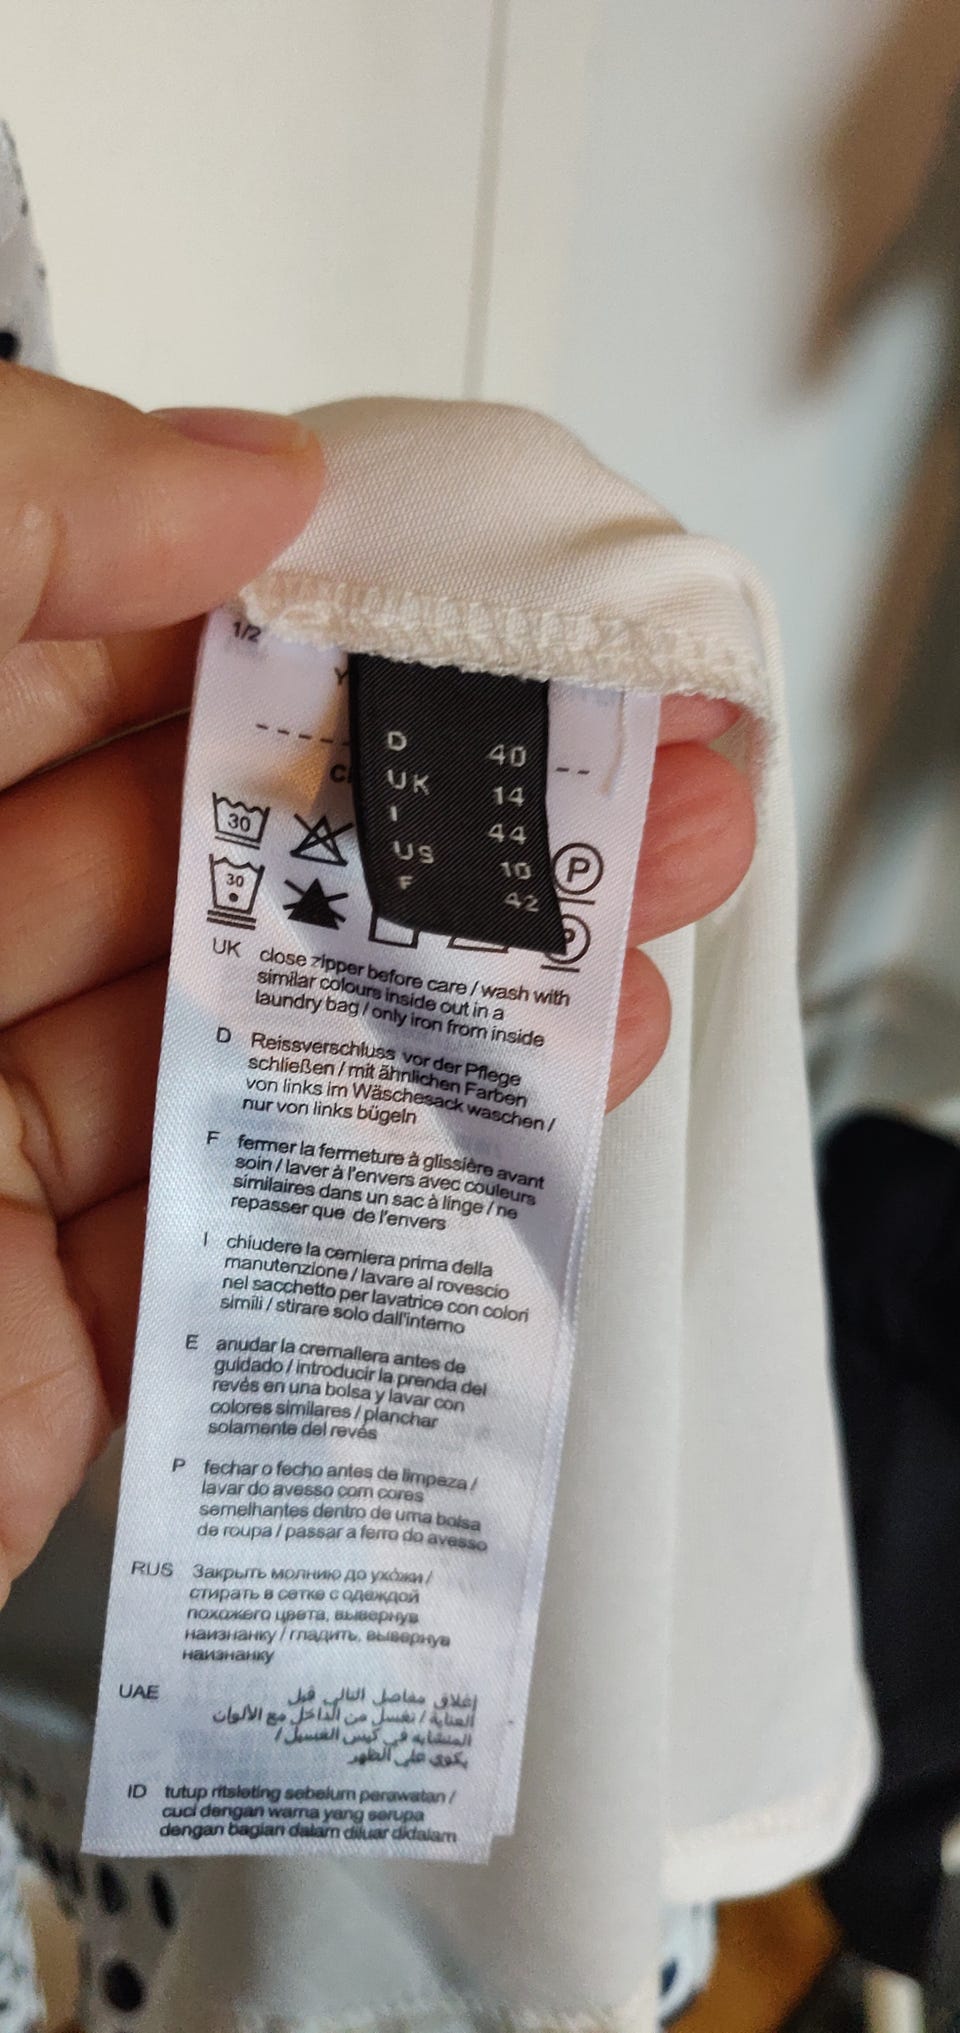 1/2
Y
D 40
UK 14
I 44
US 10
F 42
30
P
30
P
UK close zipper before care / wash with
similar colours inside out in a
laundry bag / only iron from inside
D Reissverschluss vor der Pflege
schließen / mit ähnlichen Farben
von links im Wäschesack waschen /
nur von links bügeln
F fermer la fermeture à glissière avant
soin / laver à l'envers avec couleurs
similaires dans un sac à linge / ne
repasser que de l'envers
I chiudere la cerniera prima della
manutenzione / lavare al rovescio
nel sacchetto per lavatrice con colori
simili / stirare solo dall'interno
E anudar la cremallera antes de
guidado / introducir la prenda del
revés en una bolsa y lavar con
colores similares / planchar
solamente del revés
P fechar o fecho antes de limpeza /
lavar do avesso com cores
semelhantes dentro de uma bolsa
de roupa / passar a ferro do avesso
RUS Закрыть молнию до ухожи /
стирать в сетке с одеждой
похожего цвета, вывернув
наизнанку / гладить, вывернув
наизнанку
UAE إغلاق مفاصل التالي قبل
العناية / تغسل من الداخل مع الألوان
المتشابه في كيس الغسيل /
يكوى على الظهر
ID tutup ritsleting sebelum perawatan /
cuci dengan warna yang serupa
dengan bagian dalam diluar didalam